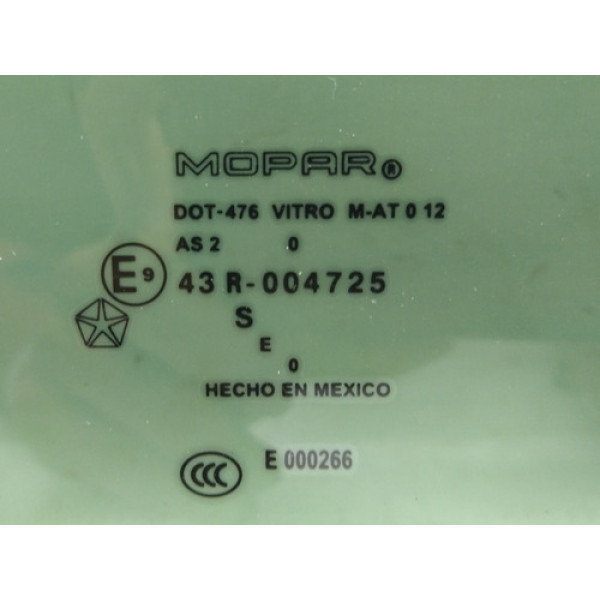 MOPAR®
DOT-476 VITRO M-AT 0 12
AS 2 0
E9 43 R-004725
S
E
0
HECHO EN MEXICO
CCC E 000266